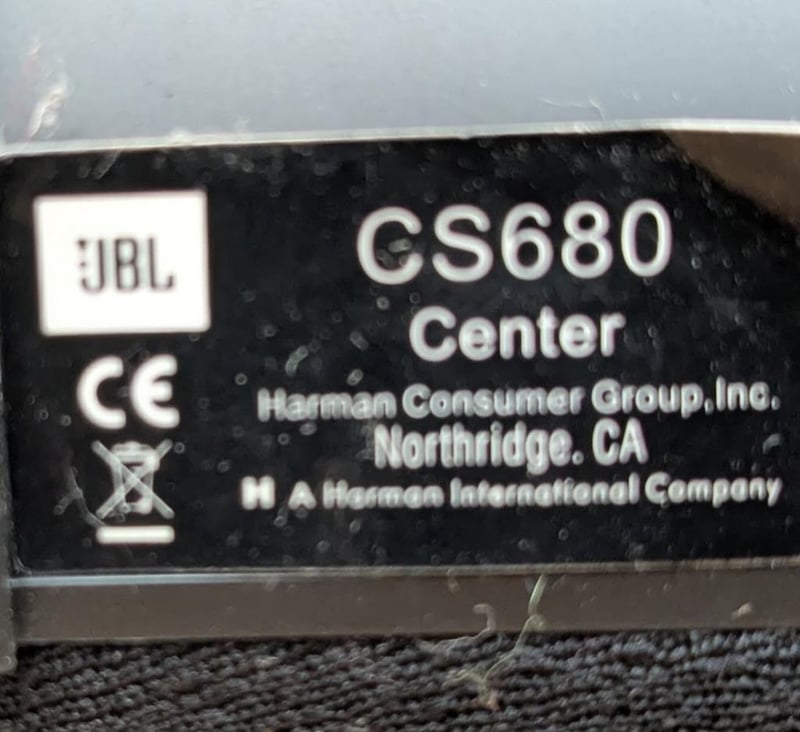 JBL
CS680
Center
CE
Harman Consumer Group,Inc.
Northridge. CA
H A Harman International Company